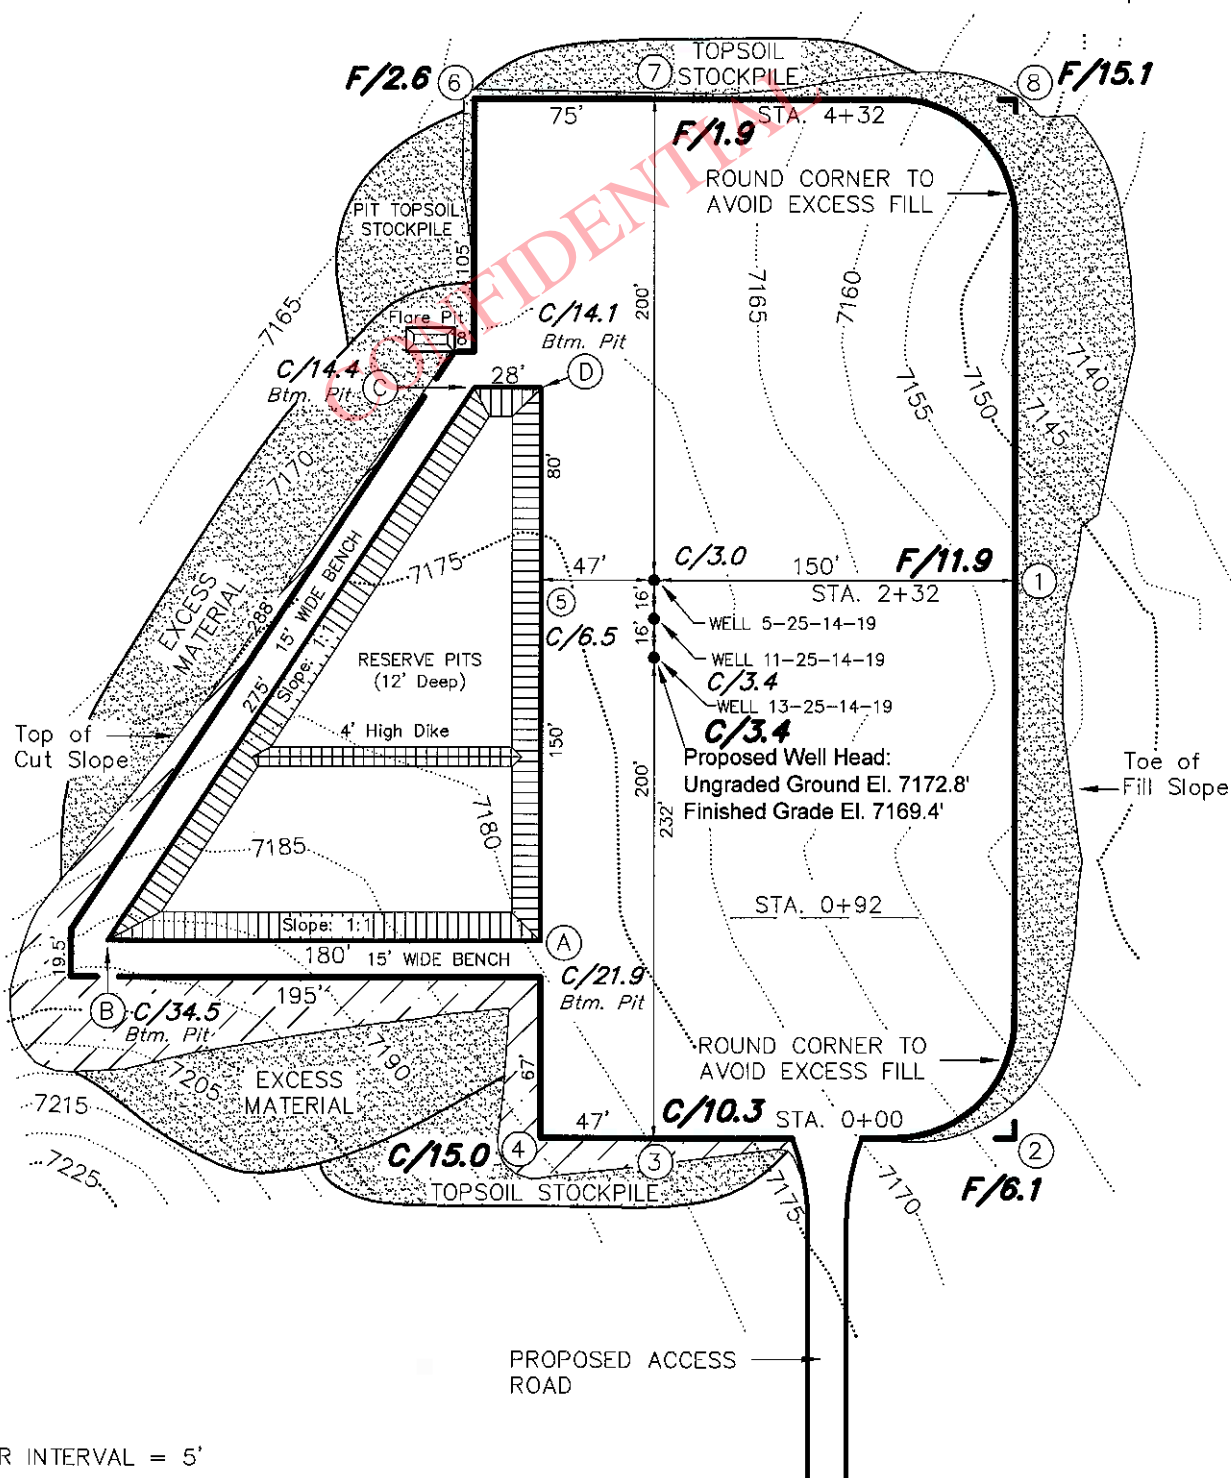 TOPSOIL
STOCKPILE
F/2.6
6
7
8
F/15.1
75'
F/1.9
STA. 4+32
ROUND CORNER TO
AVOID EXCESS FILL
PIT TOPSOIL
STOCKPILE
105'
CONFIDENTIAL
200'
7165
7165
7160
7155
7150
7145
7140
Flare Pit
8'
C/14.1
Btm. Pit
C/14.4
Btm. Pit
C
28'
D
7170
80'
EXCESS
MATERIAL
288'
15' WIDE BENCH
275'
Slope: 1:1
7175
47'
C/3.0
150'
F/11.9
STA. 2+32
1
5
C/6.5
16'
16'
WELL 5-25-14-19
WELL 11-25-14-19
C/3.4
WELL 13-25-14-19
C/3.4
Proposed Well Head:
Ungraded Ground El. 7172.8'
Finished Grade El. 7169.4'
RESERVE PITS
(12' Deep)
4' High Dike
150'
200'
232'
Top of
Cut Slope
Toe of
Fill Slope
7180
7185
STA. 0+92
Slope: 1:1
A
180'
15' WIDE BENCH
19.5'
195'
C/21.9
Btm. Pit
B
C/34.5
Btm. Pit
7190
7205
7215
7225
EXCESS
MATERIAL
67'
ROUND CORNER TO
AVOID EXCESS FILL
47'
C/10.3
STA. 0+00
C/15.0
4
3
2
F/6.1
TOPSOIL STOCKPILE
7175
7170
PROPOSED ACCESS
ROAD
R INTERVAL = 5'